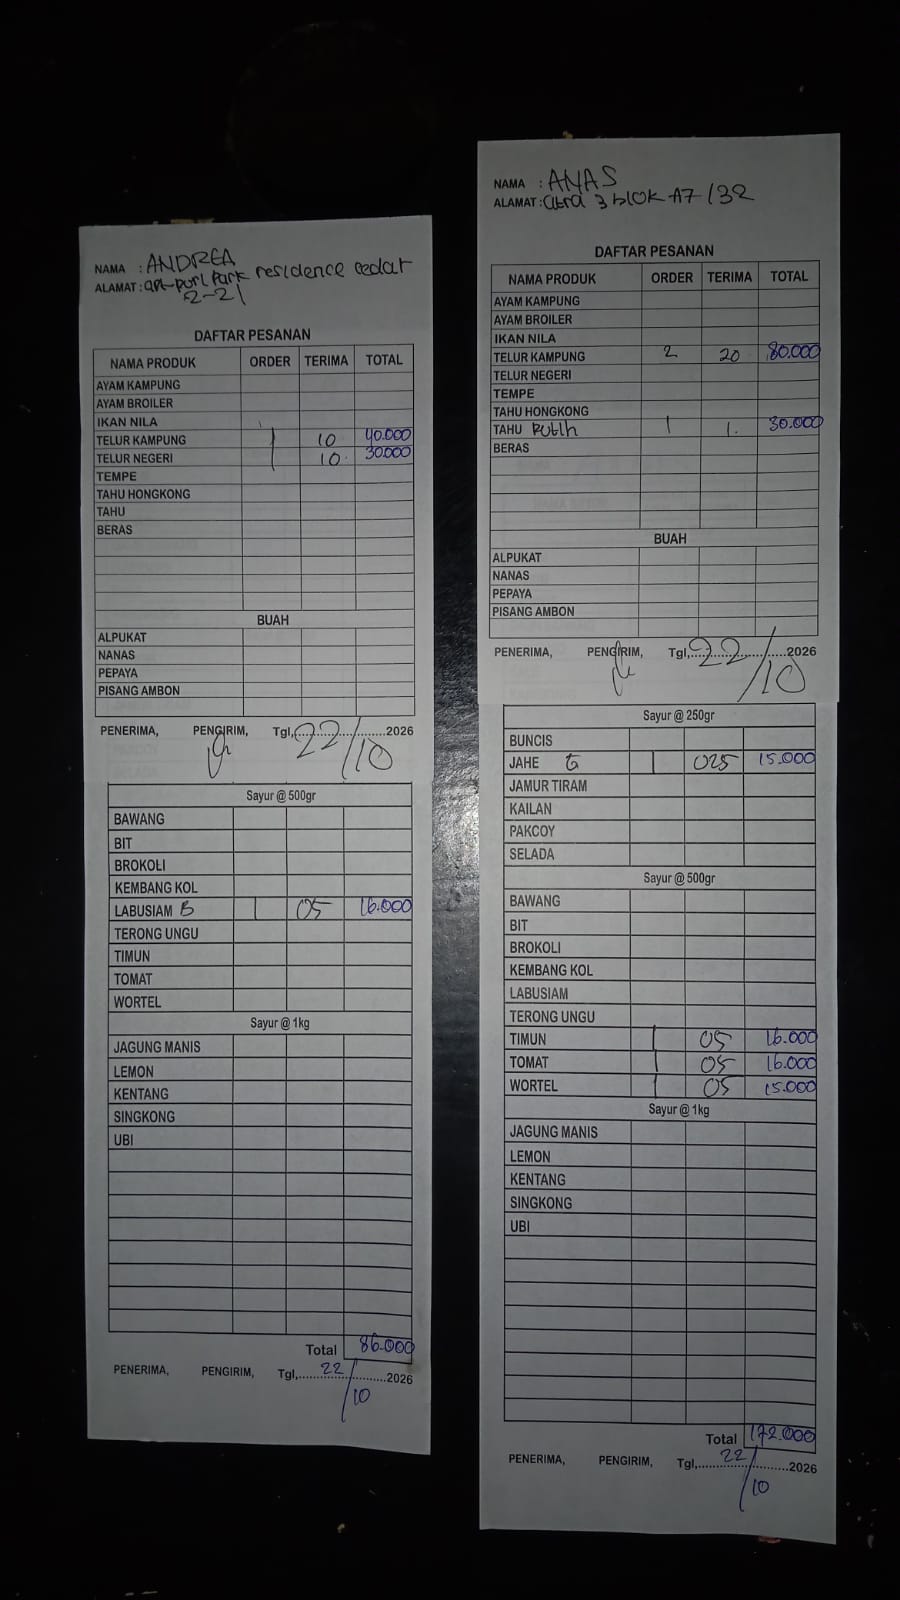 NAMA : ANDREA
ALAMAT : apt-puri park residence cedar
2-21
DAFTAR PESANAN
NAMA PRODUK ORDER TERIMA TOTAL
AYAM KAMPUNG
AYAM BROILER
IKAN NILA
TELUR KAMPUNG 1 10 40.000
TELUR NEGERI 1 10 30.000
TEMPE
TAHU HONGKONG
TAHU
BERAS
BUAH
ALPUKAT
NANAS
PEPAYA
PISANG AMBON
PENERIMA, PENGIRIM, Tgl,22/10 2026
Sayur @ 500gr
BAWANG
BIT
BROKOLI
KEMBANG KOL
LABUSIAM B 1 05 16.000
TERONG UNGU
TIMUN
TOMAT
WORTEL
Sayur @ 1kg
JAGUNG MANIS
LEMON
KENTANG
SINGKONG
UBI
Total 86.000
PENERIMA, PENGIRIM, Tgl,22/10 2026
NAMA : ANAS
ALAMAT : citra 3 blok A7/32
DAFTAR PESANAN
NAMA PRODUK ORDER TERIMA TOTAL
AYAM KAMPUNG
AYAM BROILER
IKAN NILA
TELUR KAMPUNG 2 20 80.000
TELUR NEGERI
TEMPE
TAHU HONGKONG
TAHU Putih 1 1. 30.000
BERAS
BUAH
ALPUKAT
NANAS
PEPAYA
PISANG AMBON
PENERIMA, PENGIRIM, Tgl,22/10 2026
Sayur @ 250gr
BUNCIS
JAHE 1 025 15.000
JAMUR TIRAM
KAILAN
PAKCOY
SELADA
Sayur @ 500gr
BAWANG
BIT
BROKOLI
KEMBANG KOL
LABUSIAM
TERONG UNGU
TIMUN 1 05 16.000
TOMAT 1 05 16.000
WORTEL 1 05 15.000
Sayur @ 1kg
JAGUNG MANIS
LEMON
KENTANG
SINGKONG
UBI
Total 172.000
PENERIMA, PENGIRIM, Tgl,22/10 2026